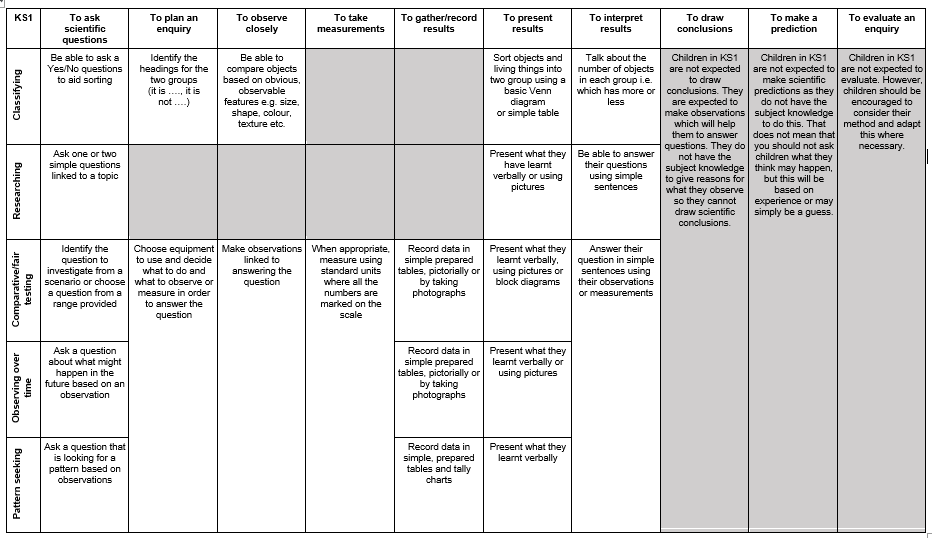 KS1
To ask
scientific
questions
To plan an
enquiry
To observe
closely
To take
measurements
To gather/record
results
To present
results
To interpret
results
To draw
conclusions
To make a
prediction
To evaluate an
enquiry
Classifying
Be able to ask a
Yes/No questions
to aid sorting
Identify the
headings for the
two groups
(it is …., it is
not ….)
Be able to
compare objects
based on obvious,
observable
features e.g. size,
shape, colour,
texture etc.
Sort objects and
living things into
two group using a
basic Venn
diagram
or simple table
Talk about the
number of objects
in each group i.e.
which has more or
less
Children in KS1
are not expected
to draw
conclusions. They
are expected to
make observations
which will help
them to answer
questions. They do
not have the
subject knowledge
to give reasons for
what they observe
so they cannot
draw scientific
conclusions.
Children in KS1
are not expected to
make scientific
predictions as they
do not have the
subject knowledge
to do this. That
does not mean that
you should not ask
children what they
think may happen,
but this will be
based on
experience or may
simply be a guess.
Children in KS1
are not expected to
evaluate. However,
children should be
encouraged to
consider their
method and adapt
this where
necessary.
Researching
Ask one or two
simple questions
linked to a topic
Present what they
have learnt
verbally or using
pictures
Be able to answer
their questions
using simple
sentences
Comparative/fair
testing
Identify the
question to
investigate from a
scenario or choose
a question from a
range provided
Choose equipment
to use and decide
what to do and
what to observe or
measure in order
to answer the
question
Make observations
linked to
answering the
question
When appropriate,
measure using
standard units
where all the
numbers are
marked on the
scale
Record data in
simple prepared
tables, pictorially or
by taking
photographs
Present what they
learnt verbally,
using pictures or
block diagrams
Answer their
question in simple
sentences using
their observations
or measurements
Observing over
time
Ask a question
about what might
happen in the
future based on an
observation
Record data in
simple prepared
tables, pictorially or
by taking
photographs
Present what they
learnt verbally or
using pictures
Pattern seeking
Ask a question that
is looking for a
pattern based on
observations
Record data in
simple, prepared
tables and tally
charts
Present what they
learnt verbally